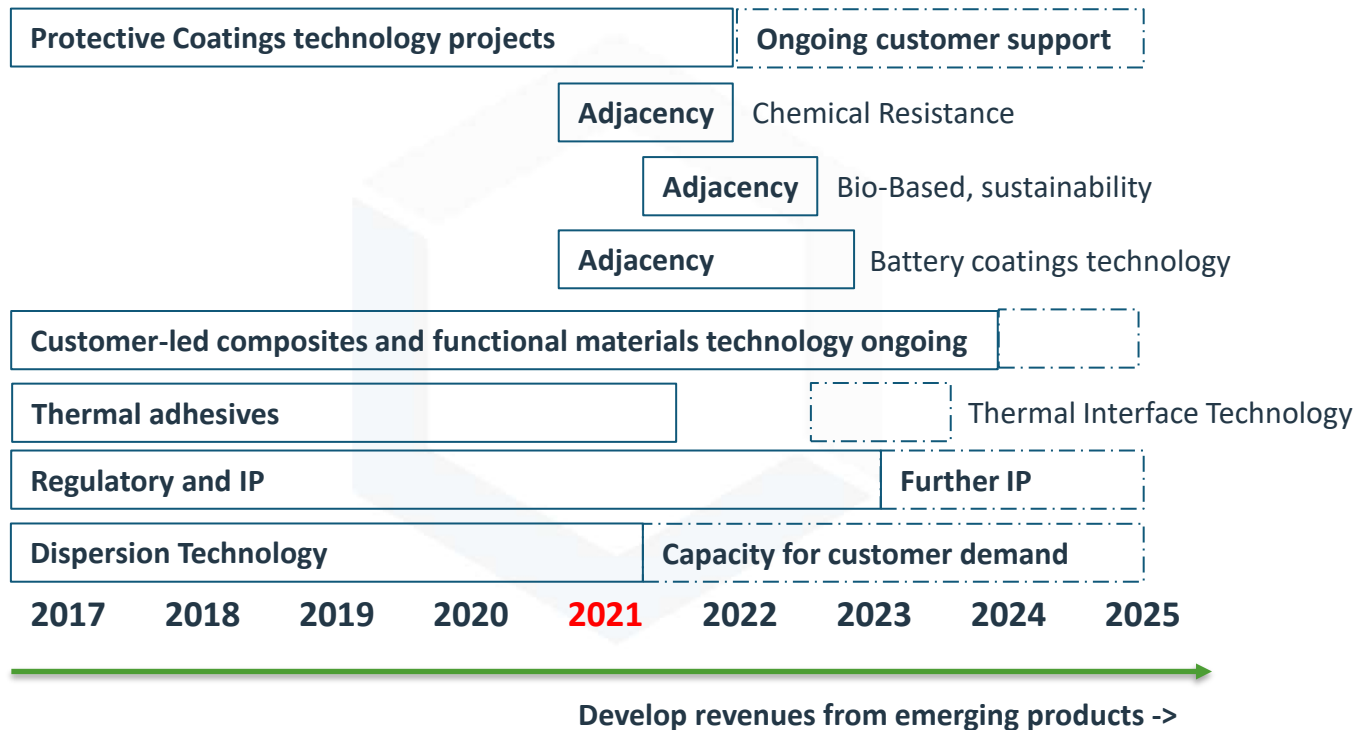 Protective Coatings technology projects
Ongoing customer support
Adjacency
Chemical Resistance
Adjacency
Bio-Based, sustainability
Adjacency
Battery coatings technology
Customer-led composites and functional materials technology ongoing
Thermal adhesives
Thermal Interface Technology
Regulatory and IP
Further IP
Dispersion Technology
Capacity for customer demand
2017 2018 2019 2020 2021 2022 2023 2024 2025
Develop revenues from emerging products ->